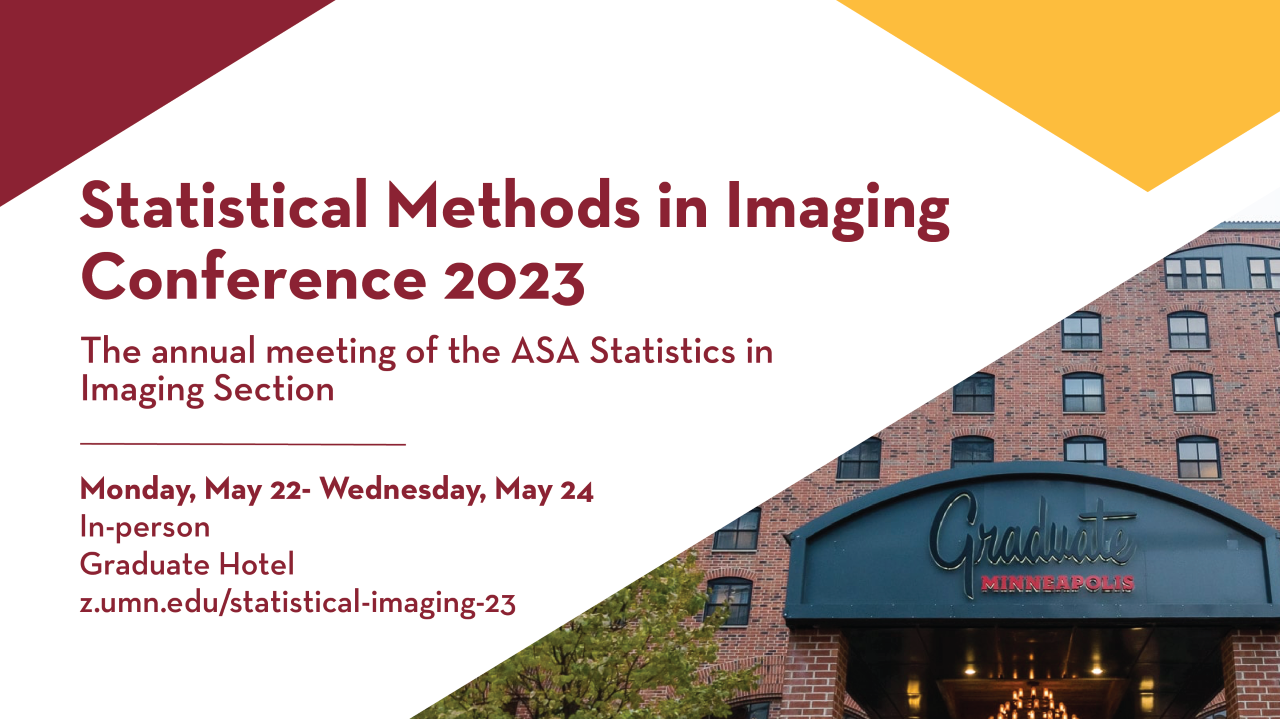 Statistical Methods in Imaging
Conference 2023
The annual meeting of the ASA Statistics in
Imaging Section
Monday, May 22- Wednesday, May 24
In-person
Graduate Hotel
z.umn.edu/statistical-imaging-23
Graduate
MINNEAPOLIS